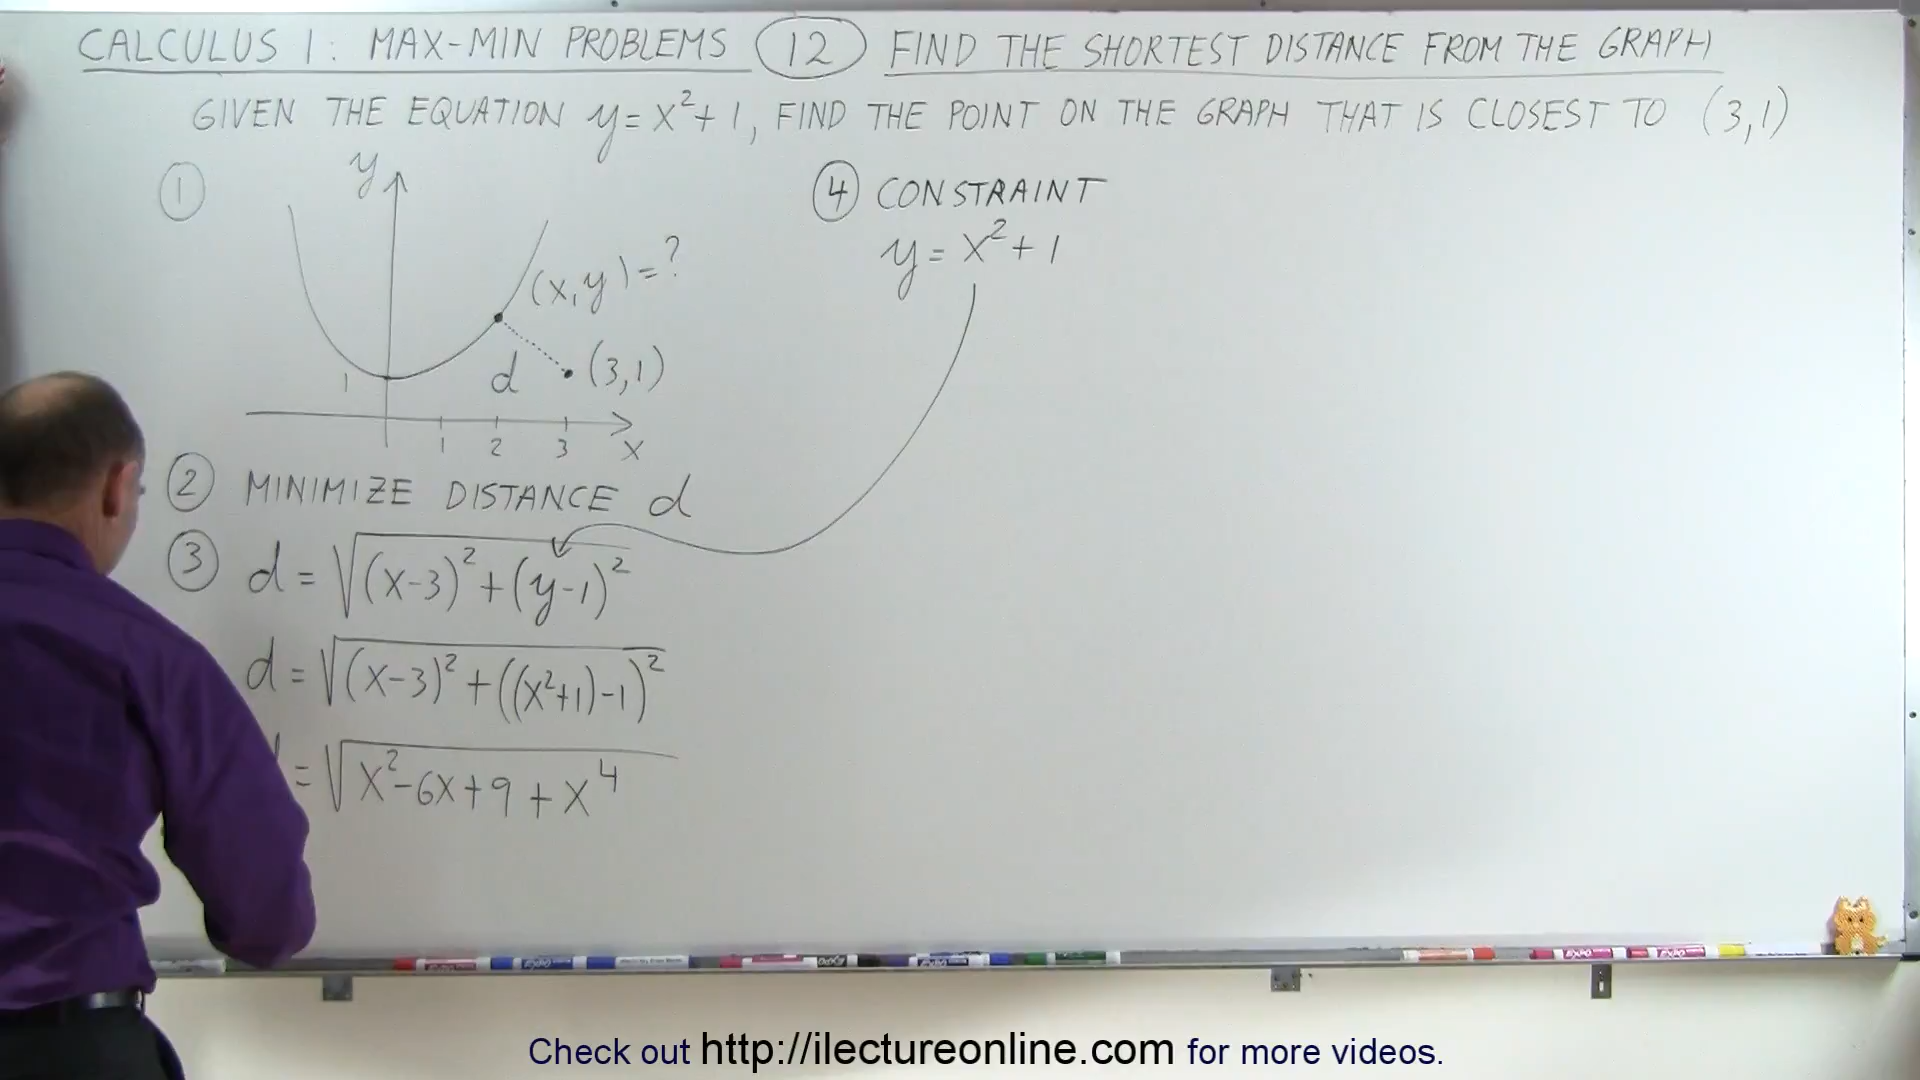 CALCULUS 1: MAX-MIN PROBLEMS 12 FIND THE SHORTEST DISTANCE FROM THE GRAPH
GIVEN THE EQUATION y=x²+1, FIND THE POINT ON THE GRAPH THAT IS CLOSEST TO (3,1)
1
y
(x,y)=?
d
(3,1)
1
1 2 3 x
2 MINIMIZE DISTANCE d
3 d=√(x-3)²+(y-1)²
d=√(x-3)²+((x²+1)-1)²
=√x²-6x+9+x⁴
4 CONSTRAINT
y=x²+1
EXPO
Check out http://ilectureonline.com for more videos.